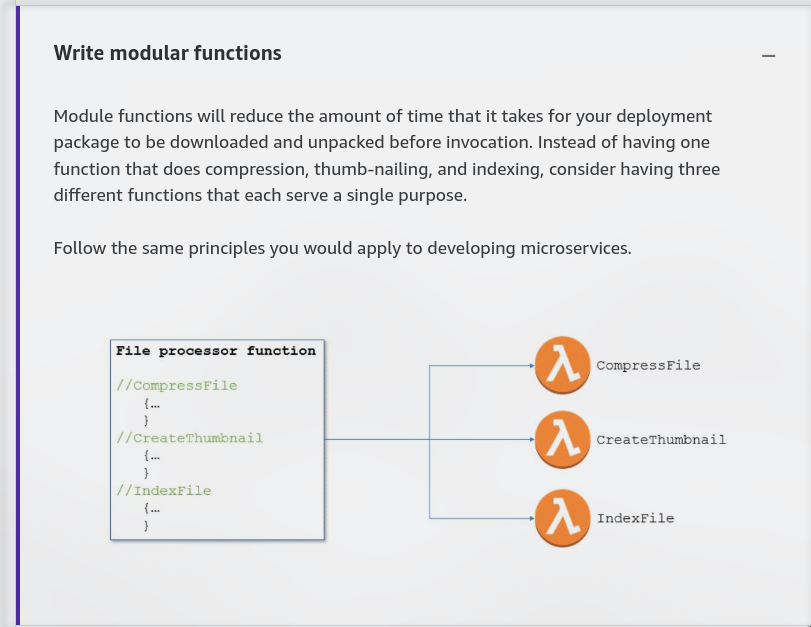 Write modular functions
Module functions will reduce the amount of time that it takes for your deployment
package to be downloaded and unpacked before invocation. Instead of having one
function that does compression, thumb-nailing, and indexing, consider having three
different functions that each serve a single purpose.
Follow the same principles you would apply to developing microservices.
File processor function
//CompressFile
{…
}
//CreateThumbnail
{…
}
//IndexFile
{…
}
CompressFile
CreateThumbnail
IndexFile